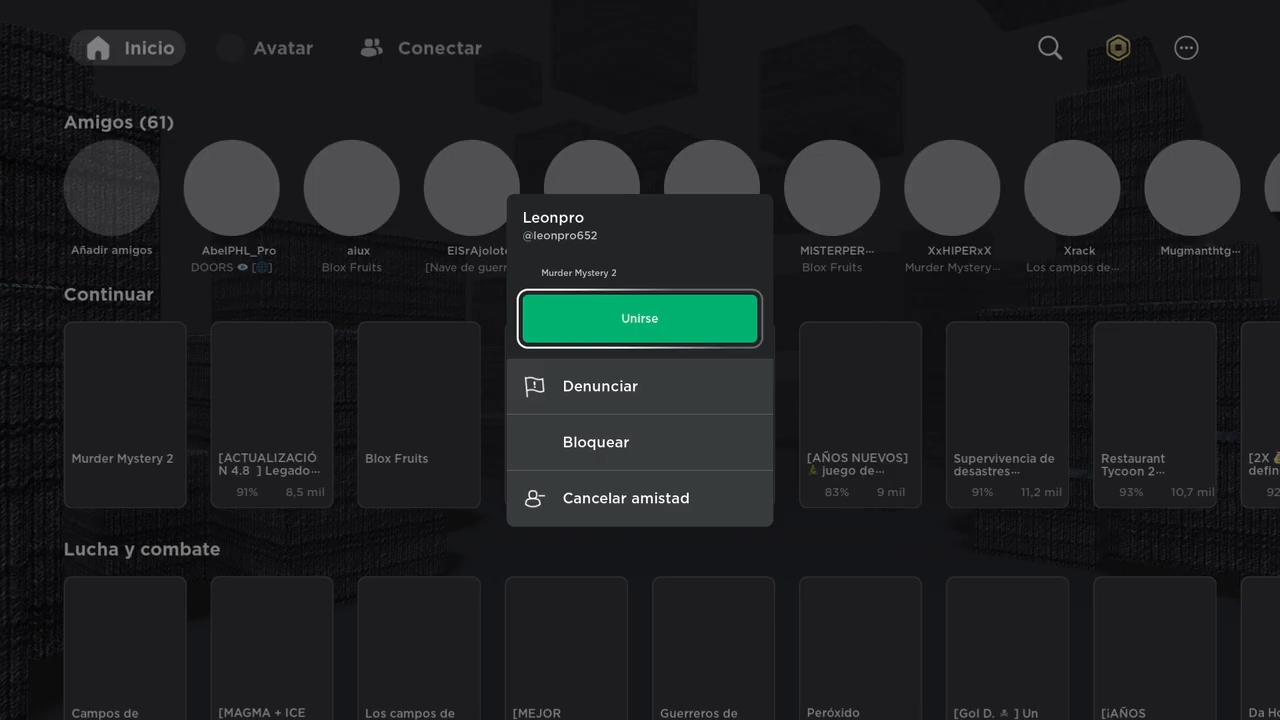 Inicio
Avatar
Conectar
Amigos (61)
Añadir amigos
AbelPHL_Pro
DOORS 👁 [🌐]
aiux
Blox Fruits
ElSrAjolote
[Nave de guerr
MISTERPER···
Blox Fruits
XxHIPERxX
Murder Mystery···
Xrack
Los campos de···
Mugmanthtg···
Leonpro
@leonpro652
Murder Mystery 2
Unirse
Denunciar
Bloquear
Cancelar amistad
Continuar
Murder Mystery 2
[ACTUALIZACIÓ
N 4.8 ] Legado···
91% 8,5 mil
Blox Fruits
[AÑOS NUEVOS]
🎄 juego de···
83% 9 mil
Supervivencia de
desastres···
91% 11,2 mil
Restaurant
Tycoon 2···
93% 10,7 mil
[2X 💰
defin
92
Lucha y combate
Campos de
[MAGMA + ICE
Los campos de
[MEJOR
Guerreros de
Peróxido
[Gol D. ☠ ] Un
[¡AÑOS
Da Ho